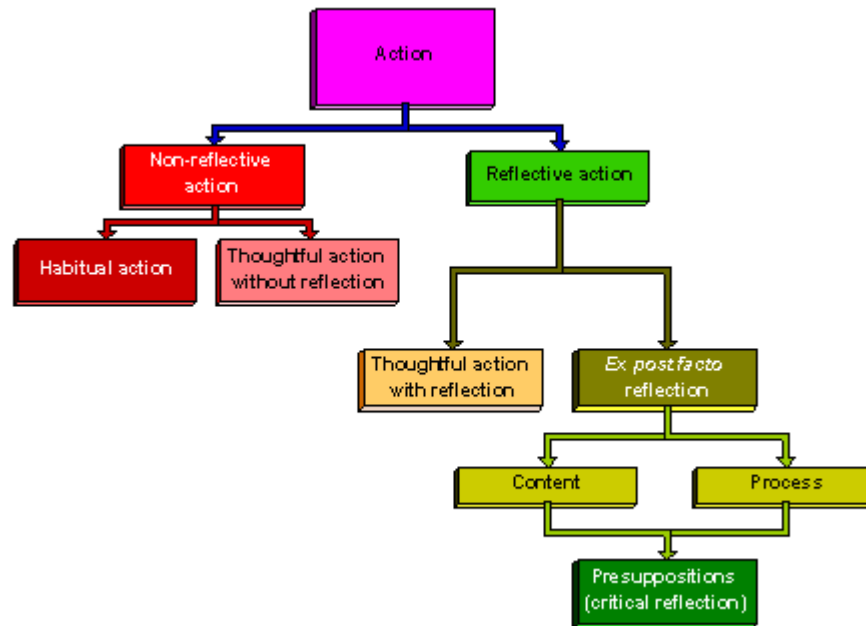 Action
Non-reflective
action
Reflective action
Habitual action
Thoughtful action
without reflection
Thoughtful action
with reflection
Ex post facto
reflection
Content
Process
Presuppositions
(critical reflection)